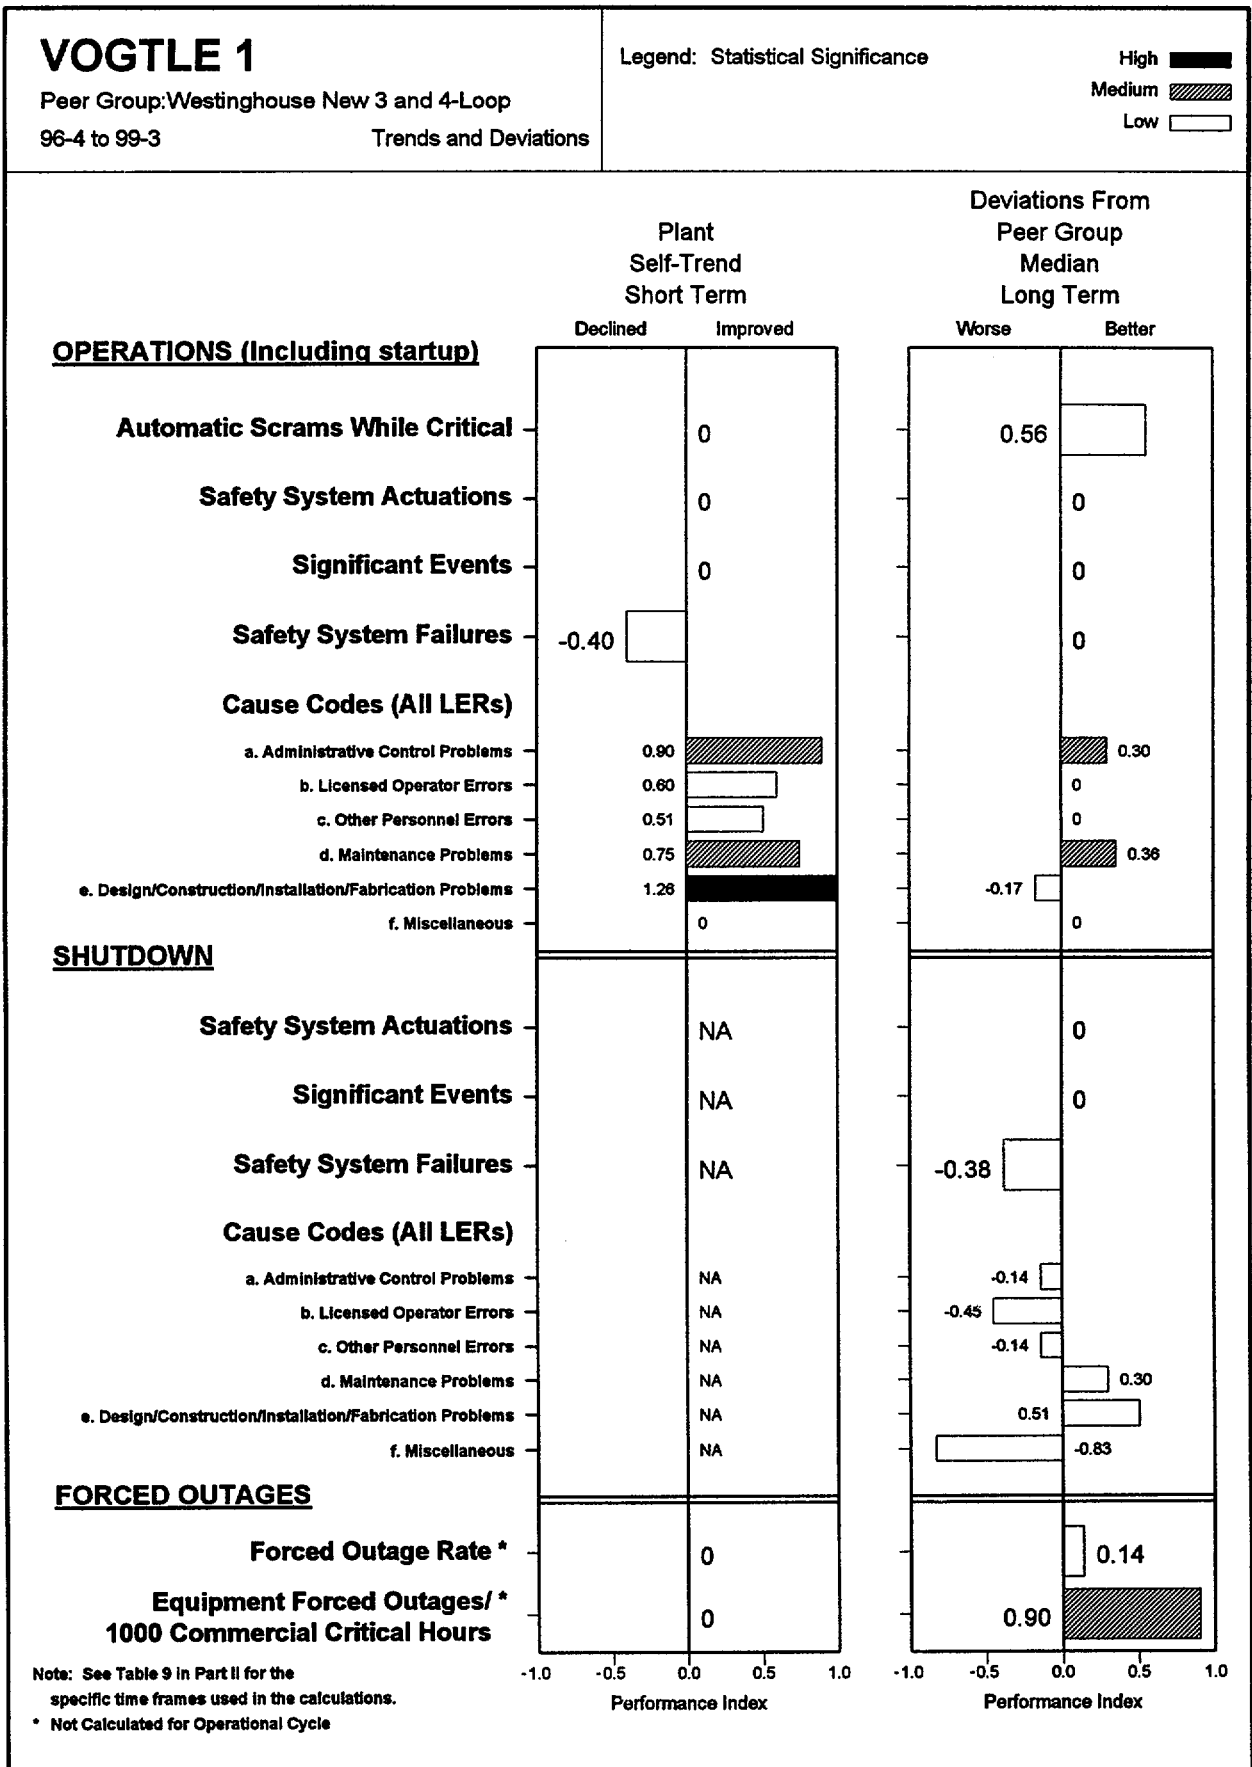 VOGTLE 1
Peer Group:Westinghouse New 3 and 4-Loop
96-4 to 99-3 Trends and Deviations
Legend: Statistical Significance
High
Medium
Low
Plant
Self-Trend
Short Term
Declined Improved
Deviations From
Peer Group
Median
Long Term
Worse Better
OPERATIONS (Including startup)
Automatic Scrams While Critical 0 0.56
Safety System Actuations 0 0
Significant Events 0 0
Safety System Failures -0.40 0
Cause Codes (All LERs)
a. Administrative Control Problems 0.90 0.30
b. Licensed Operator Errors 0.60 0
c. Other Personnel Errors 0.51 0
d. Maintenance Problems 0.75 0.36
e. Design/Construction/Installation/Fabrication Problems 1.26 -0.17
f. Miscellaneous 0 0
SHUTDOWN
Safety System Actuations NA 0
Significant Events NA 0
Safety System Failures NA -0.38
Cause Codes (All LERs)
a. Administrative Control Problems NA -0.14
b. Licensed Operator Errors NA -0.45
c. Other Personnel Errors NA -0.14
d. Maintenance Problems NA 0.30
e. Design/Construction/Installation/Fabrication Problems NA 0.51
f. Miscellaneous NA -0.83
FORCED OUTAGES
Forced Outage Rate * 0 0.14
Equipment Forced Outages/ *
1000 Commercial Critical Hours 0 0.90
-1.0 -0.5 0.0 0.5 1.0 -1.0 -0.5 0.0 0.5 1.0
Performance Index Performance Index
Note: See Table 9 in Part II for the
specific time frames used in the calculations.
* Not Calculated for Operational Cycle